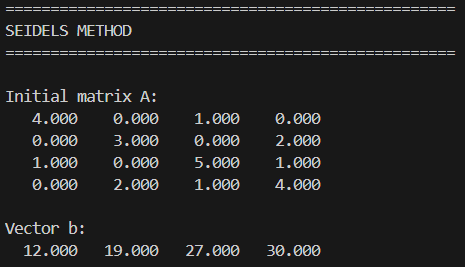 ==================================================
SEIDELS METHOD
==================================================
Initial matrix A:
4.000 0.000 1.000 0.000
0.000 3.000 0.000 2.000
1.000 0.000 5.000 1.000
0.000 2.000 1.000 4.000
Vector b:
12.000 19.000 27.000 30.000